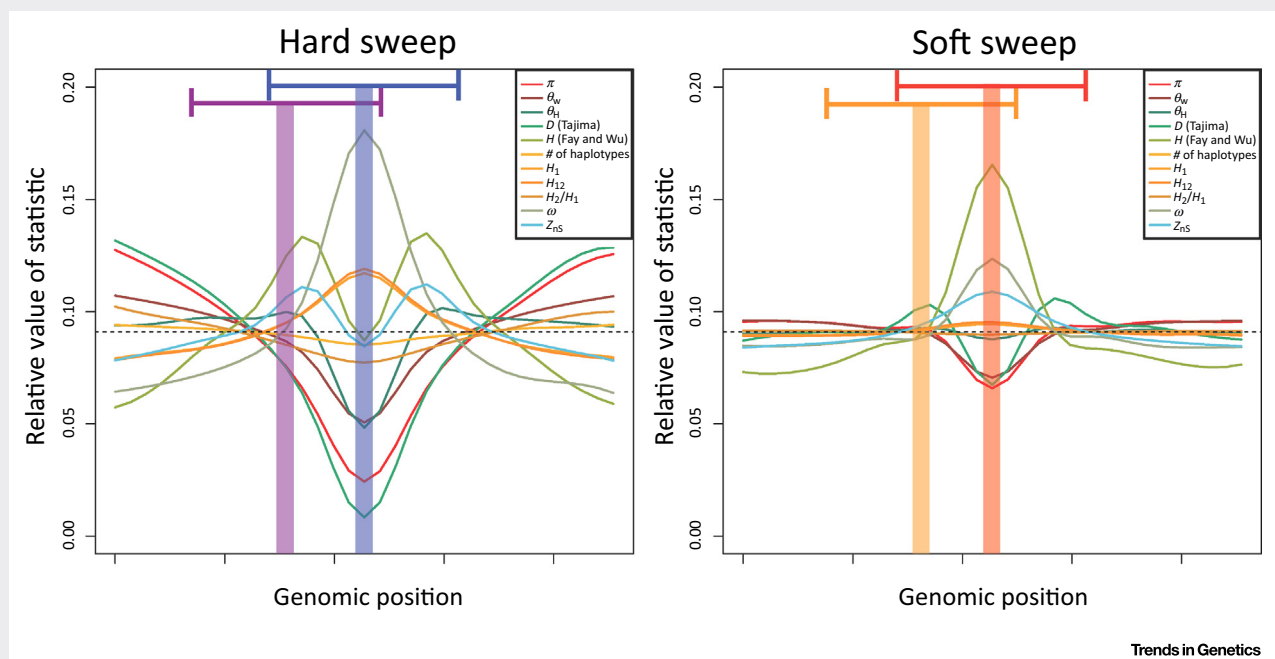 Hard sweep
Relative value of statistic
0.20
0.15
0.10
0.05
0.00
π
θw
θH
D (Tajima)
H (Fay and Wu)
# of haplotypes
H1
H12
H2/H1
ω
ZnS
Genomic position
Soft sweep
Relative value of statistic
0.20
0.15
0.10
0.05
0.00
π
θw
θH
D (Tajima)
H (Fay and Wu)
# of haplotypes
H1
H12
H2/H1
ω
ZnS
Genomic position
Trends in Genetics